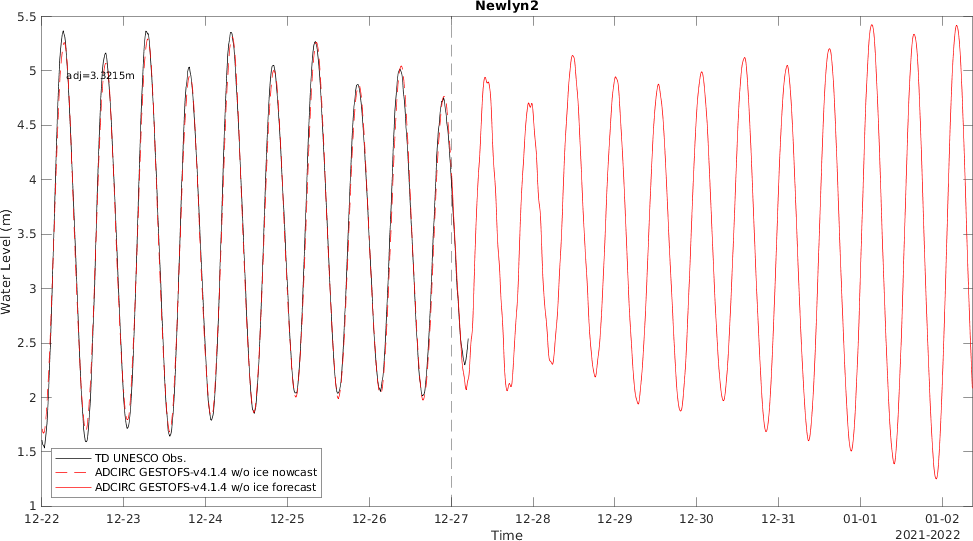 Newlyn2
5.5
5
4.5
4
3.5
3
2.5
2
1.5
1
Water Level (m)
adj=3.3215m
TD UNESCO Obs.
ADCIRC GESTOFS-v4.1.4 w/o ice nowcast
ADCIRC GESTOFS-v4.1.4 w/o ice forecast
12-22 12-23 12-24 12-25 12-26 12-27 12-28 12-29 12-30 12-31 01-01 01-02
Time
2021-2022